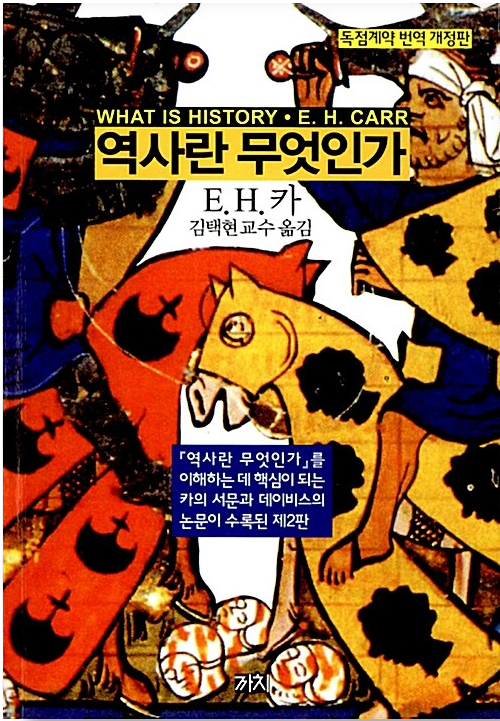 독점계약 번역 개정판
WHAT IS HISTORY • E. H. CARR
역사란 무엇인가
E. H. 카
김택현 교수 옮김
『역사란 무엇인가』를
이해하는 데 핵심이 되는
카의 서문과 데이비스의
논문이 수록된 제2판
까치